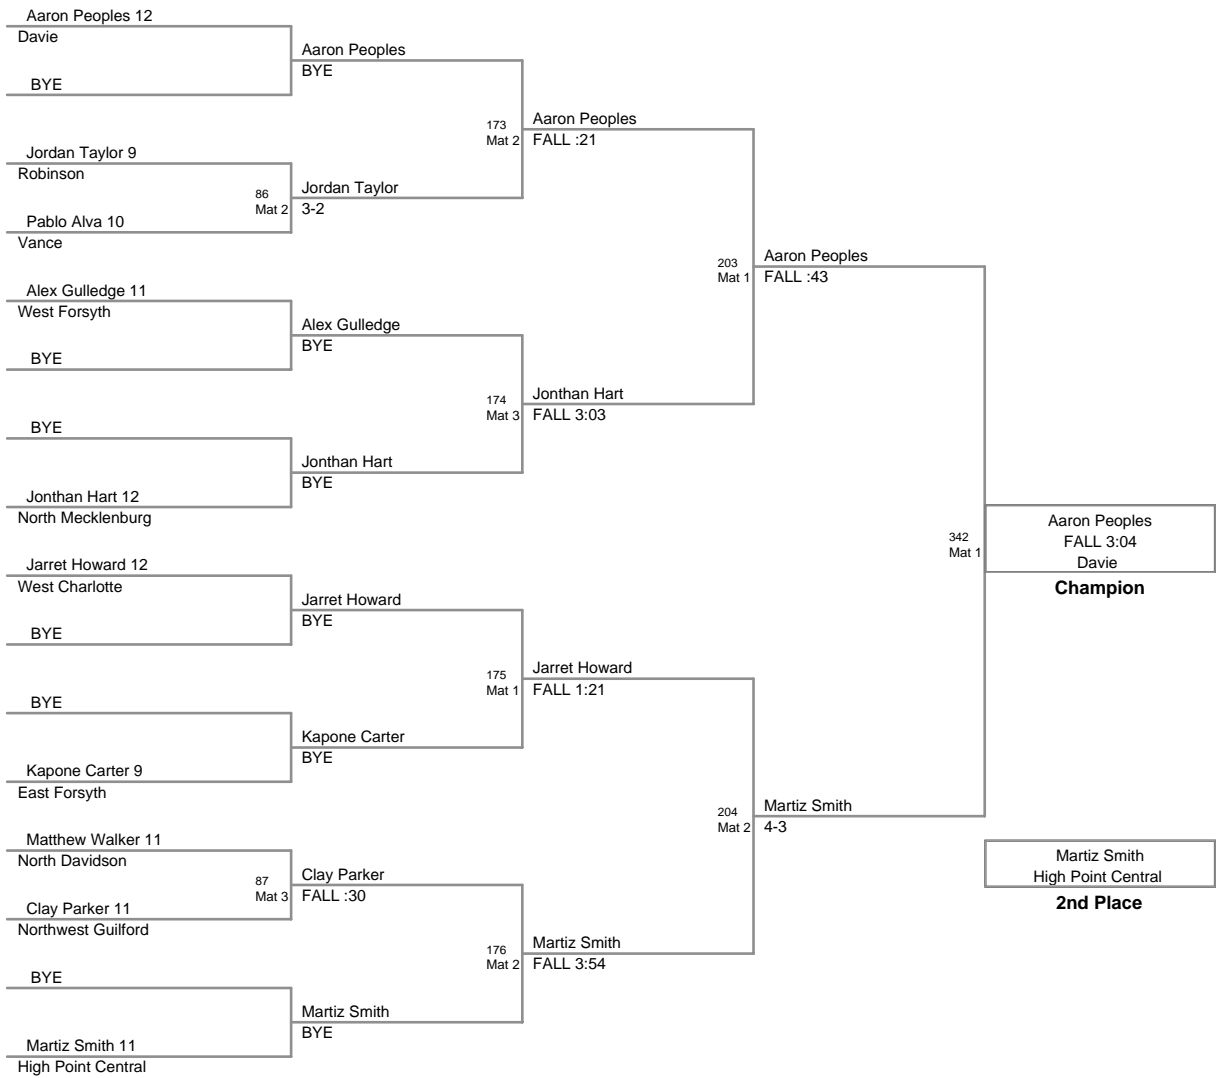 Aaron Peoples 12
Davie
BYE
Jordan Taylor 9
Robinson
Pablo Alva 10
Vance
Alex Gulledge 11
West Forsyth
BYE
BYE
Jonthan Hart 12
North Mecklenburg
Jarret Howard 12
West Charlotte
BYE
BYE
Kapone Carter 9
East Forsyth
Matthew Walker 11
North Davidson
Clay Parker 11
Northwest Guilford
BYE
Martiz Smith 11
High Point Central
Aaron Peoples
BYE
86
Mat 2
Jordan Taylor
3-2
Alex Gulledge
BYE
Jonthan Hart
BYE
Jarret Howard
BYE
Kapone Carter
BYE
87
Mat 3
Clay Parker
FALL :30
Martiz Smith
BYE
173
Mat 2
Aaron Peoples
FALL :21
174
Mat 3
Jonthan Hart
FALL 3:03
175
Mat 1
Jarret Howard
FALL 1:21
176
Mat 2
Martiz Smith
FALL 3:54
203
Mat 1
Aaron Peoples
FALL :43
204
Mat 2
Martiz Smith
4-3
342
Mat 1
Aaron Peoples
FALL 3:04
Davie
Champion
Martiz Smith
High Point Central
2nd Place